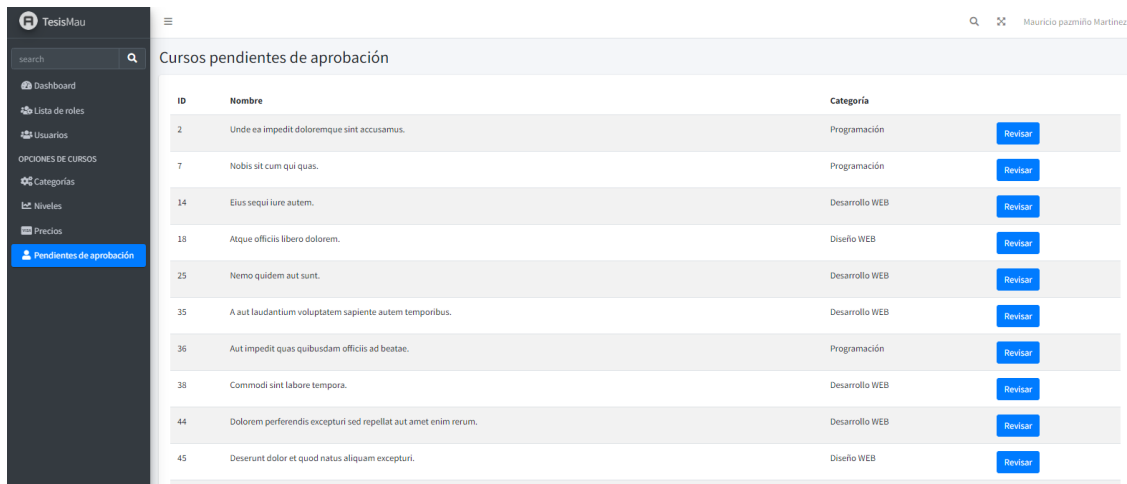 TesisMau
Mauricio pazmiño Martinez
search
Dashboard
Lista de roles
Usuarios
OPCIONES DE CURSOS
Categorías
Niveles
Precios
Pendientes de aprobación
Cursos pendientes de aprobación
ID Nombre Categoría
2 Unde ea impedit doloremque sint accusamus. Programación Revisar
7 Nobis sit cum qui quas. Programación Revisar
14 Eius sequi iure autem. Desarrollo WEB Revisar
18 Atque officiis libero dolorem. Diseño WEB Revisar
25 Nemo quidem aut sunt. Desarrollo WEB Revisar
35 A aut laudantium voluptatem sapiente autem temporibus. Desarrollo WEB Revisar
36 Aut impedit quas quibusdam officiis ad beatae. Programación Revisar
38 Commodi sint labore tempora. Desarrollo WEB Revisar
44 Dolorem perferendis excepturi sed repellat aut amet enim rerum. Desarrollo WEB Revisar
45 Deserunt dolor et quod natus aliquam excepturi. Diseño WEB Revisar